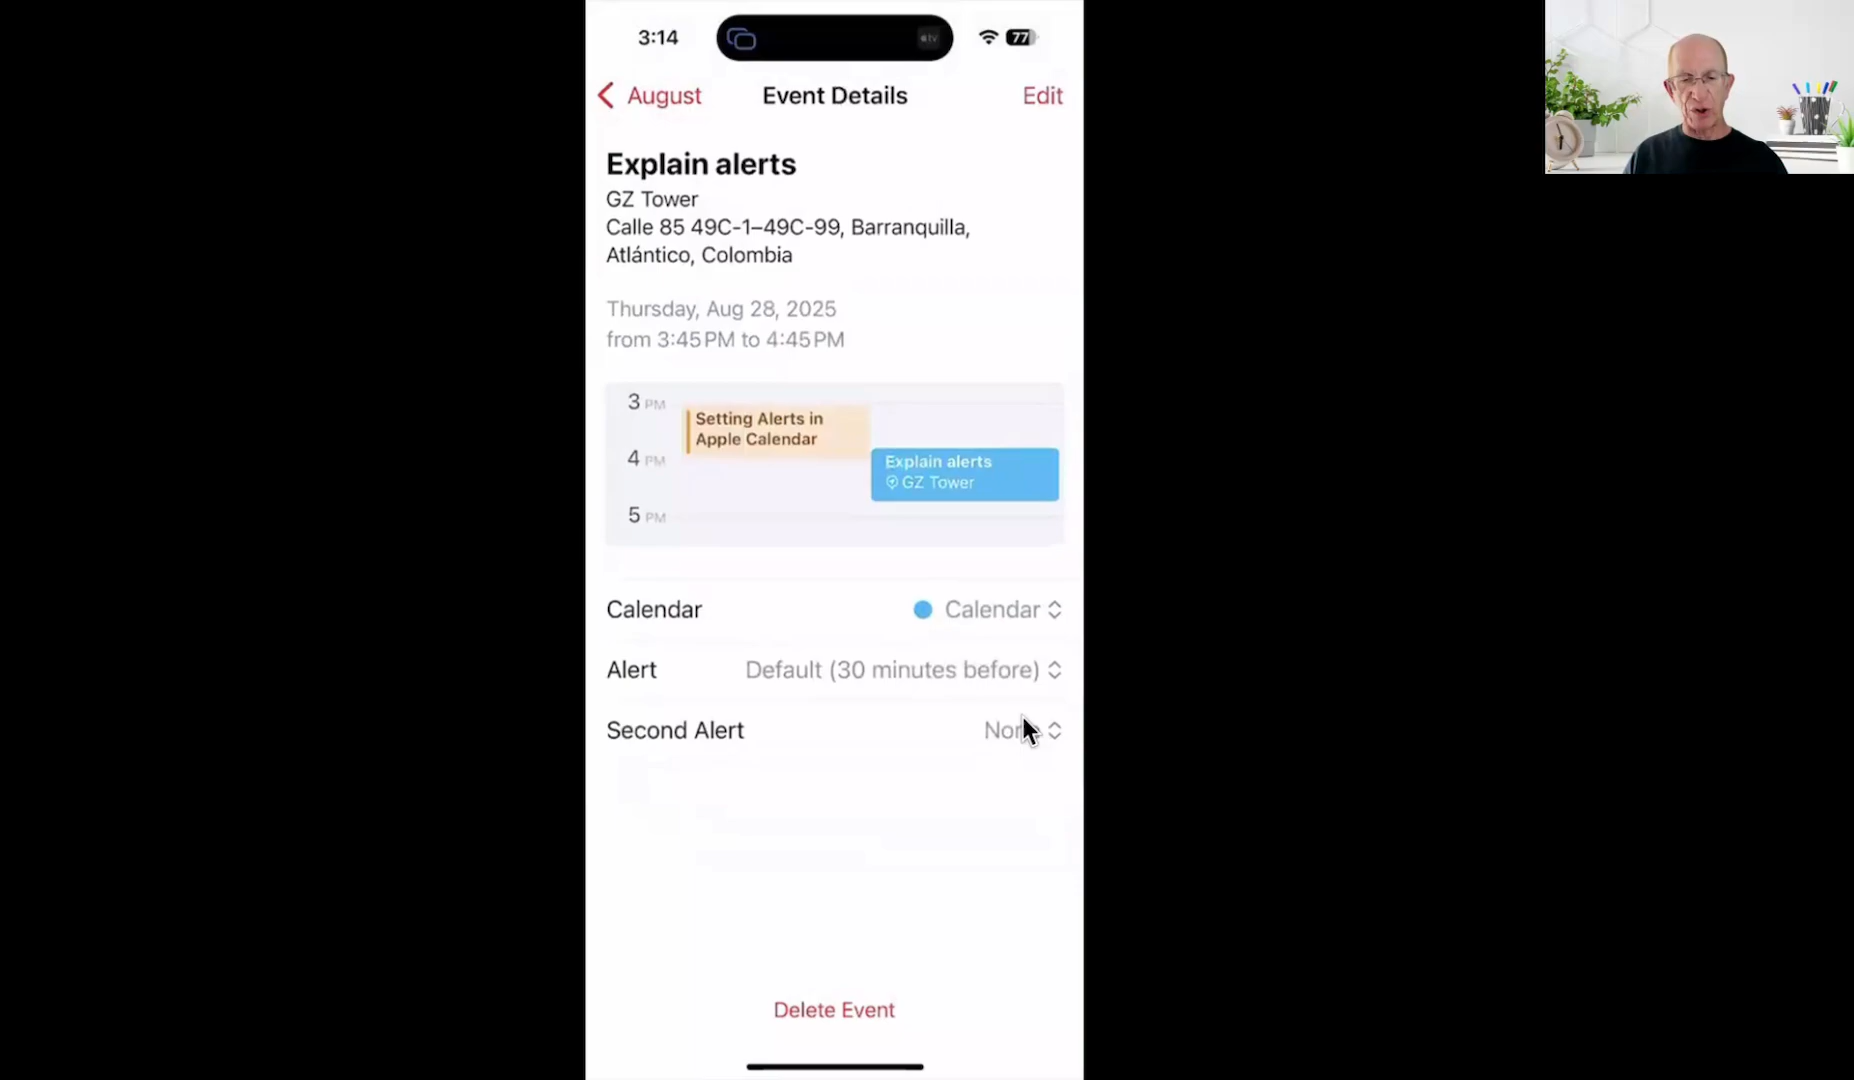 3:14
tv
77
August
Event Details
Edit
Explain alerts
GZ Tower
Calle 85 49C-1–49C-99, Barranquilla,
Atlántico, Colombia
Thursday, Aug 28, 2025
from 3:45 PM to 4:45 PM
3 PM
Setting Alerts in
Apple Calendar
4 PM
Explain alerts
GZ Tower
5 PM
Calendar
Calendar
Alert
Default (30 minutes before)
Second Alert
Delete Event